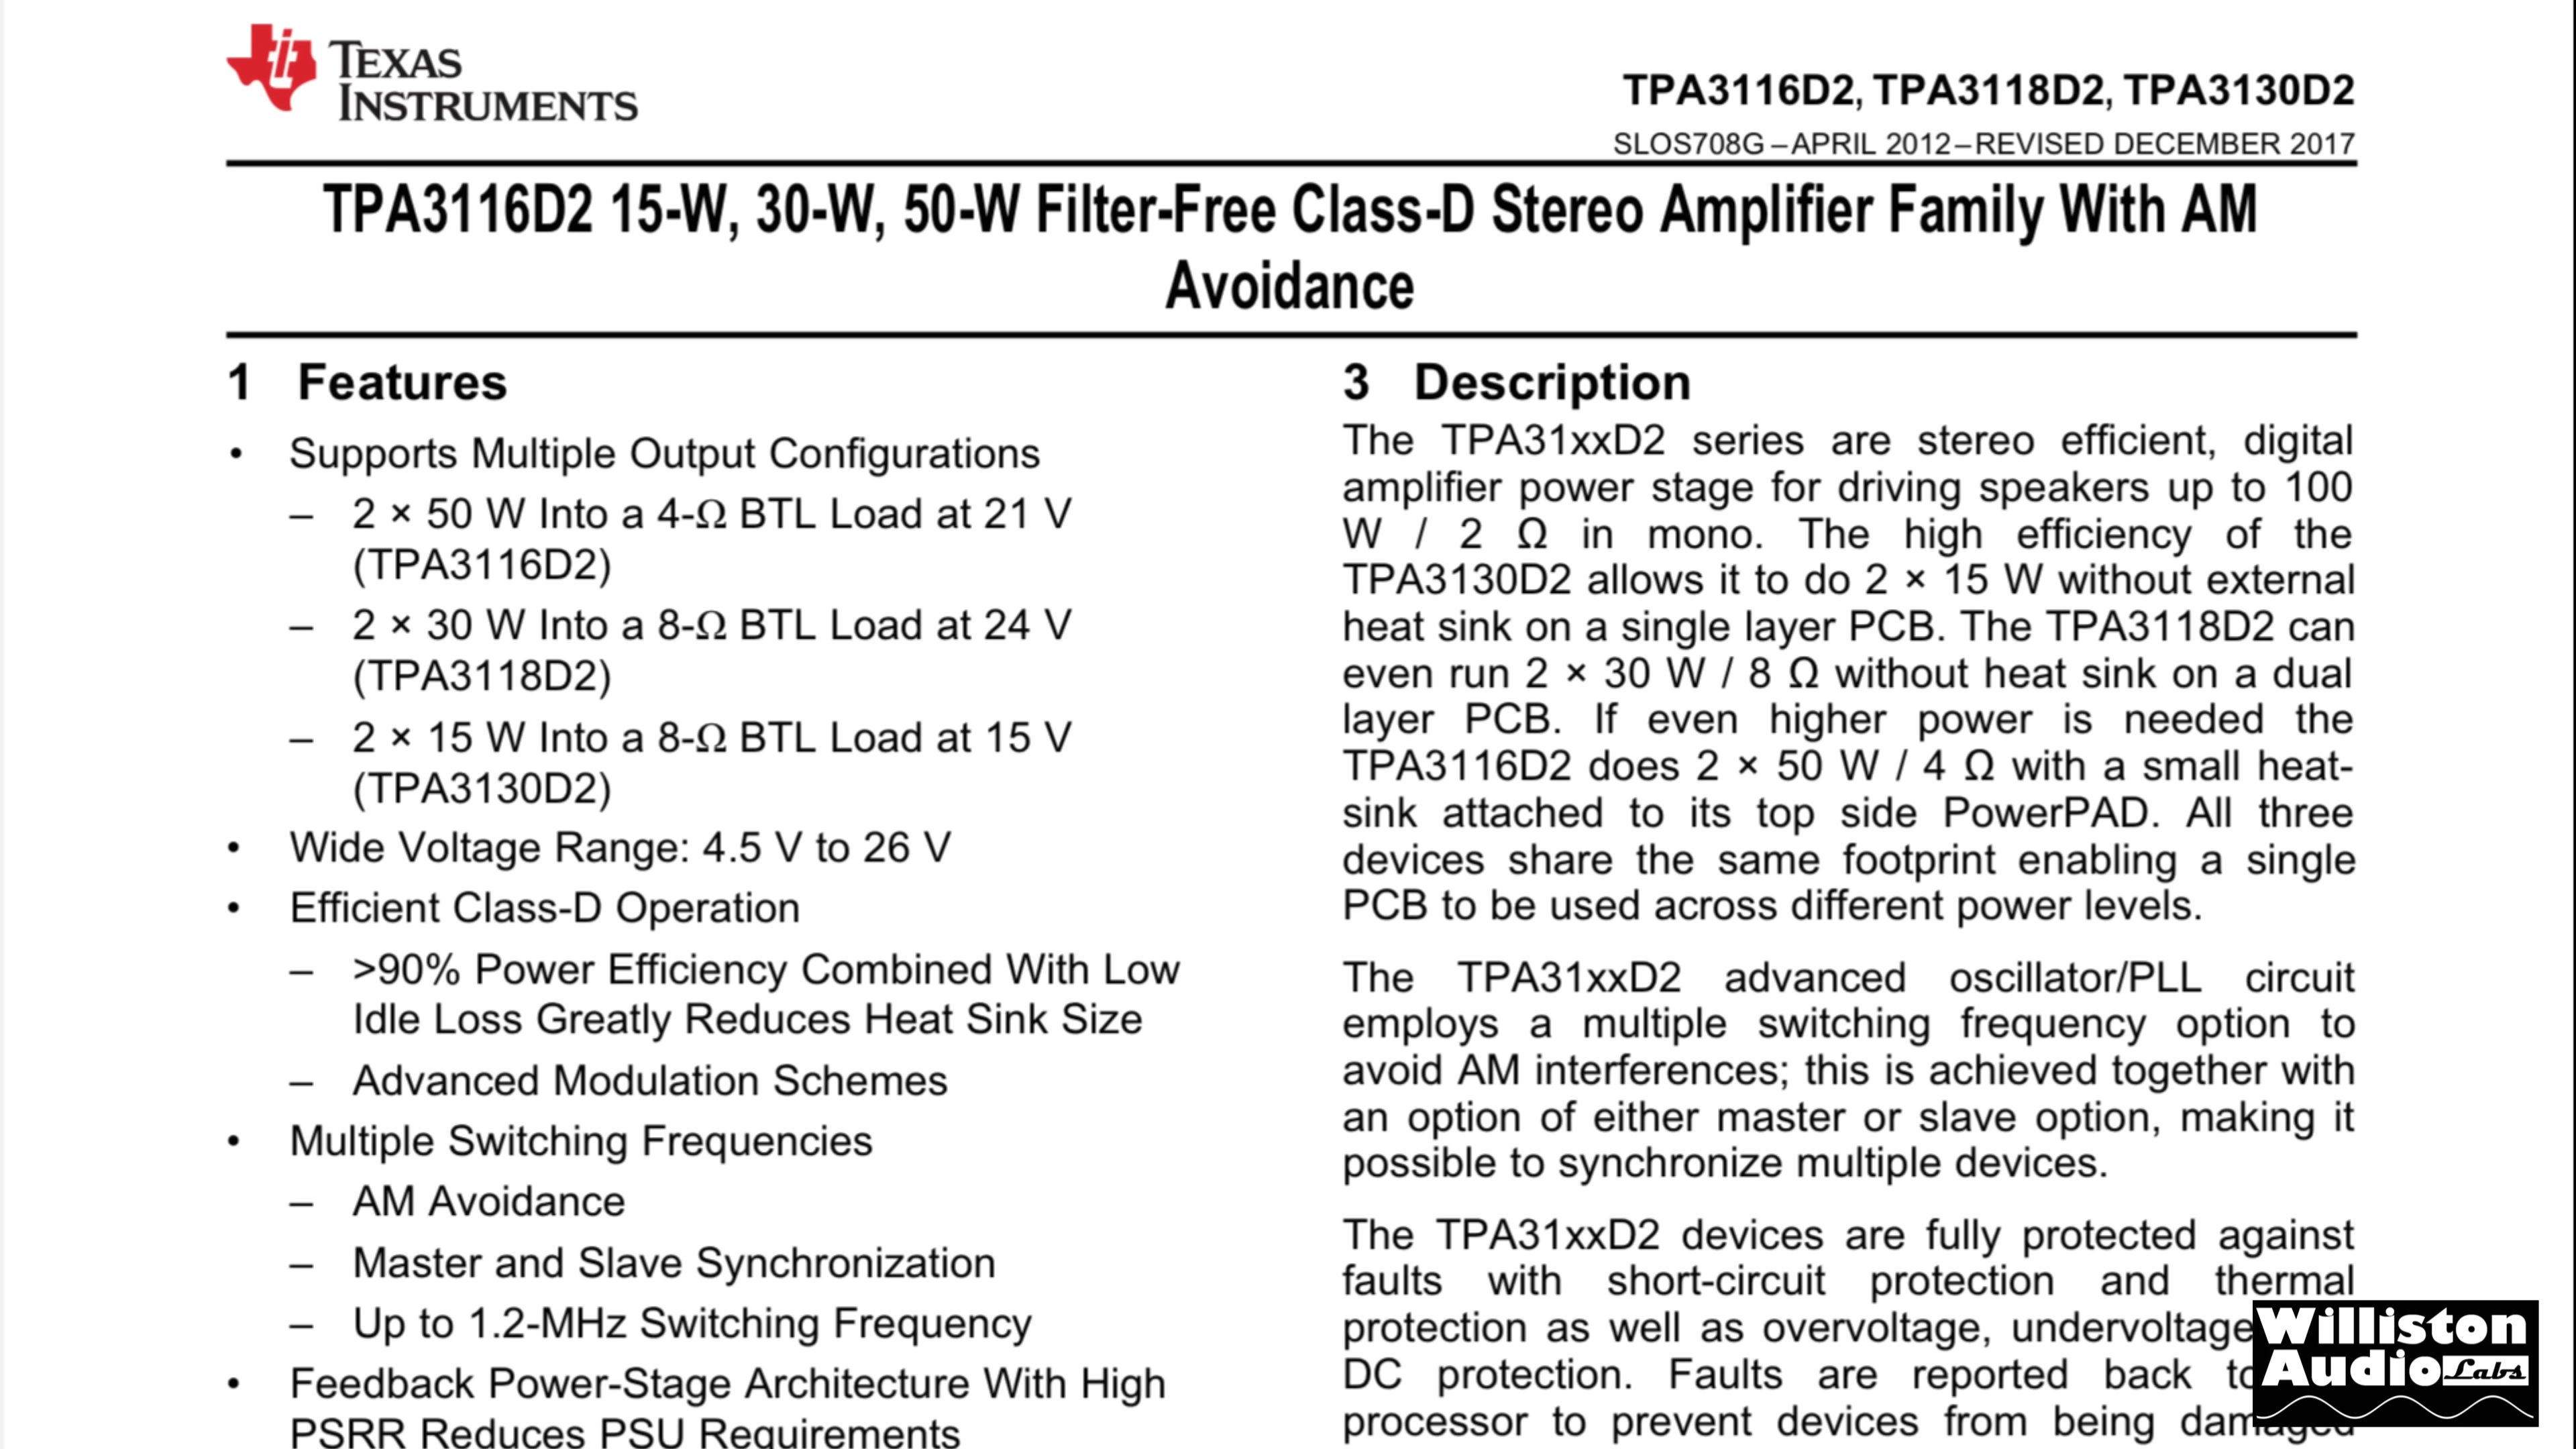 TEXAS
INSTRUMENTS
TPA3116D2, TPA3118D2, TPA3130D2
SLOS708G – APRIL 2012 – REVISED DECEMBER 2017
TPA3116D2 15-W, 30-W, 50-W Filter-Free Class-D Stereo Amplifier Family With AM
Avoidance
1 Features
• Supports Multiple Output Configurations
– 2 × 50 W Into a 4-Ω BTL Load at 21 V
(TPA3116D2)
– 2 × 30 W Into a 8-Ω BTL Load at 24 V
(TPA3118D2)
– 2 × 15 W Into a 8-Ω BTL Load at 15 V
(TPA3130D2)
• Wide Voltage Range: 4.5 V to 26 V
• Efficient Class-D Operation
– >90% Power Efficiency Combined With Low
Idle Loss Greatly Reduces Heat Sink Size
– Advanced Modulation Schemes
• Multiple Switching Frequencies
– AM Avoidance
– Master and Slave Synchronization
– Up to 1.2-MHz Switching Frequency
• Feedback Power-Stage Architecture With High
PSRR Reduces PSU Requirements
3 Description
The TPA31xxD2 series are stereo efficient, digital
amplifier power stage for driving speakers up to 100
W / 2 Ω in mono. The high efficiency of the
TPA3130D2 allows it to do 2 × 15 W without external
heat sink on a single layer PCB. The TPA3118D2 can
even run 2 × 30 W / 8 Ω without heat sink on a dual
layer PCB. If even higher power is needed the
TPA3116D2 does 2 × 50 W / 4 Ω with a small heat-
sink attached to its top side PowerPAD. All three
devices share the same footprint enabling a single
PCB to be used across different power levels.
The TPA31xxD2 advanced oscillator/PLL circuit
employs a multiple switching frequency option to
avoid AM interferences; this is achieved together with
an option of either master or slave option, making it
possible to synchronize multiple devices.
The TPA31xxD2 devices are fully protected against
faults with short-circuit protection and thermal
protection as well as overvoltage, undervoltage
DC protection. Faults are reported back to
processor to prevent devices from being damaged
Williston
Audio Labs